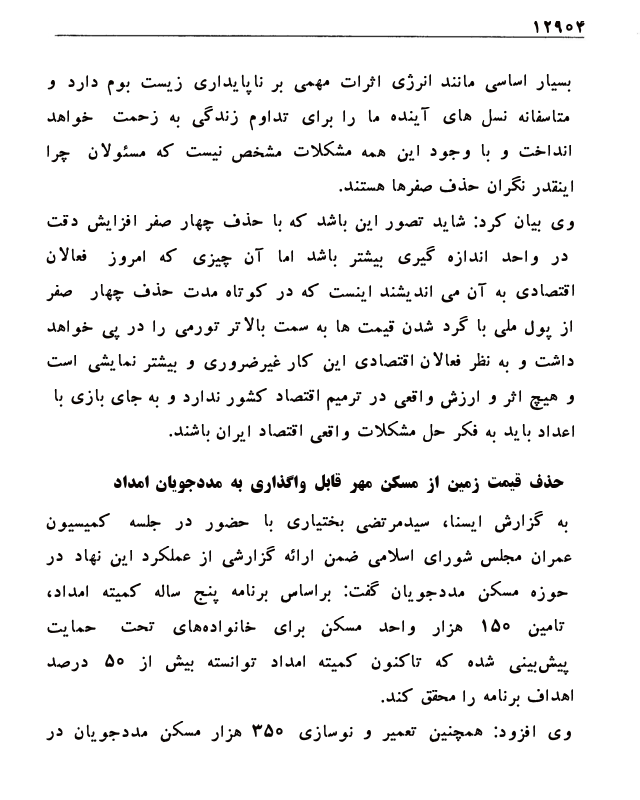 ۱۲۹۰۴
بسیار اساسی مانند انرژی اثرات مهمی بر ناپایداری زیست بوم دارد و
متاسفانه نسل های آینده ما را برای تداوم زندگی به زحمت خواهد
انداخت و با وجود این همه مشکلات مشخص نیست که مسئولان چرا
اینقدر نگران حذف صفرها هستند.
وی بیان کرد: شاید تصور این باشد که با حذف چهار صفر افزایش دقت
در واحد اندازه گیری بیشتر باشد اما آن چیزی که امروز فعالان
اقتصادی به آن می اندیشند اینست که در کوتاه مدت حذف چهار صفر
از پول ملی با گرد شدن قیمت ها به سمت بالاتر تورمی را در پی خواهد
داشت و به نظر فعالان اقتصادی این کار غیرضروری و بیشتر نمایشی است
و هیچ اثر و ارزش واقعی در ترمیم اقتصاد کشور ندارد و به جای بازی با
اعداد باید به فکر حل مشکلات واقعی اقتصاد ایران باشند.
حذف قیمت زمین از مسکن مهر قابل واگذاری به مددجویان امداد
به گزارش ایسنا، سیدمرتضی بختیاری با حضور در جلسه کمیسیون
عمران مجلس شورای اسلامی ضمن ارائه گزارشی از عملکرد این نهاد در
حوزه مسکن مددجویان گفت: براساس برنامه پنج ساله کمیته امداد،
تامین ۱۵۰ هزار واحد مسکن برای خانواده‌های تحت حمایت
پیش‌بینی شده که تاکنون کمیته امداد توانسته بیش از ۵۰ درصد
اهداف برنامه را محقق کند.
وی افزود: همچنین تعمیر و نوسازی ۳۵۰ هزار مسکن مددجویان در